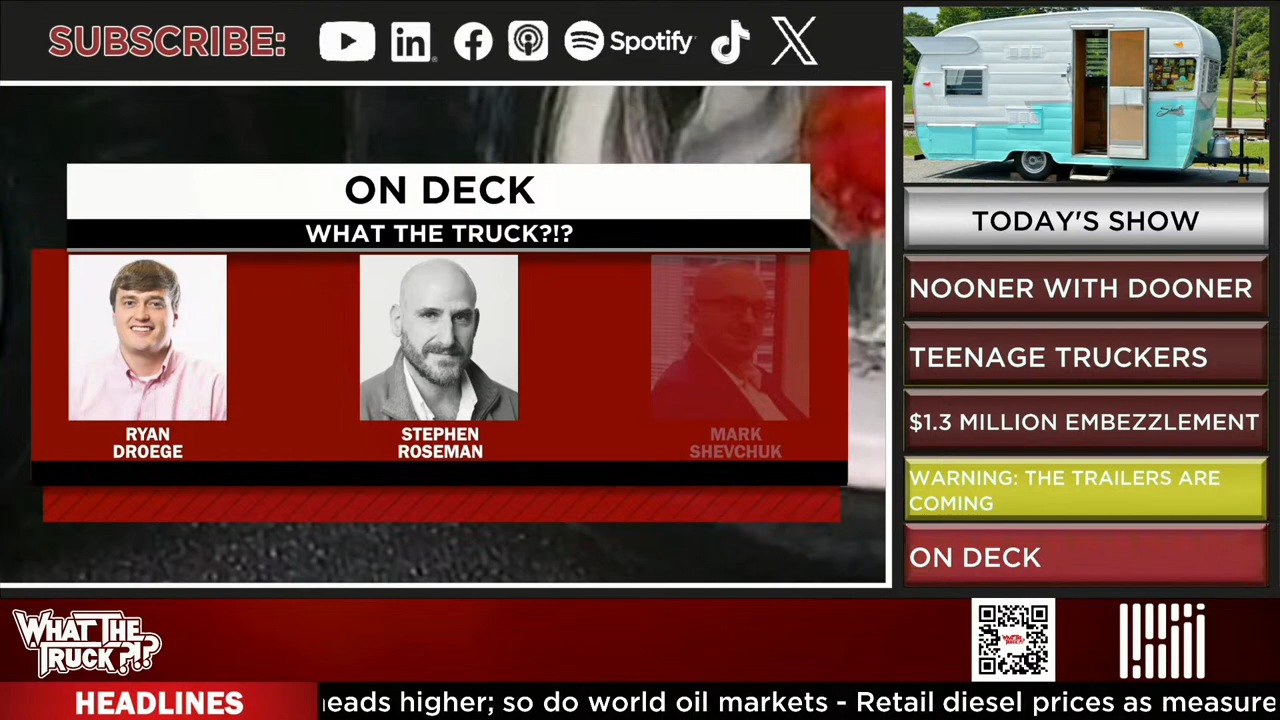 SUBSCRIBE:
Spotify
ON DECK
WHAT THE TRUCK?!?
RYAN
DROEGE
STEPHEN
ROSEMAN
MARK
SHEVCHUK
TODAY'S SHOW
NOONER WITH DOONER
TEENAGE TRUCKERS
$1.3 MILLION EMBEZZLEMENT
WARNING: THE TRAILERS ARE
COMING
ON DECK
WHAT THE
TRUCK?!?
HEADLINES
eads higher; so do world oil markets - Retail diesel prices as measure